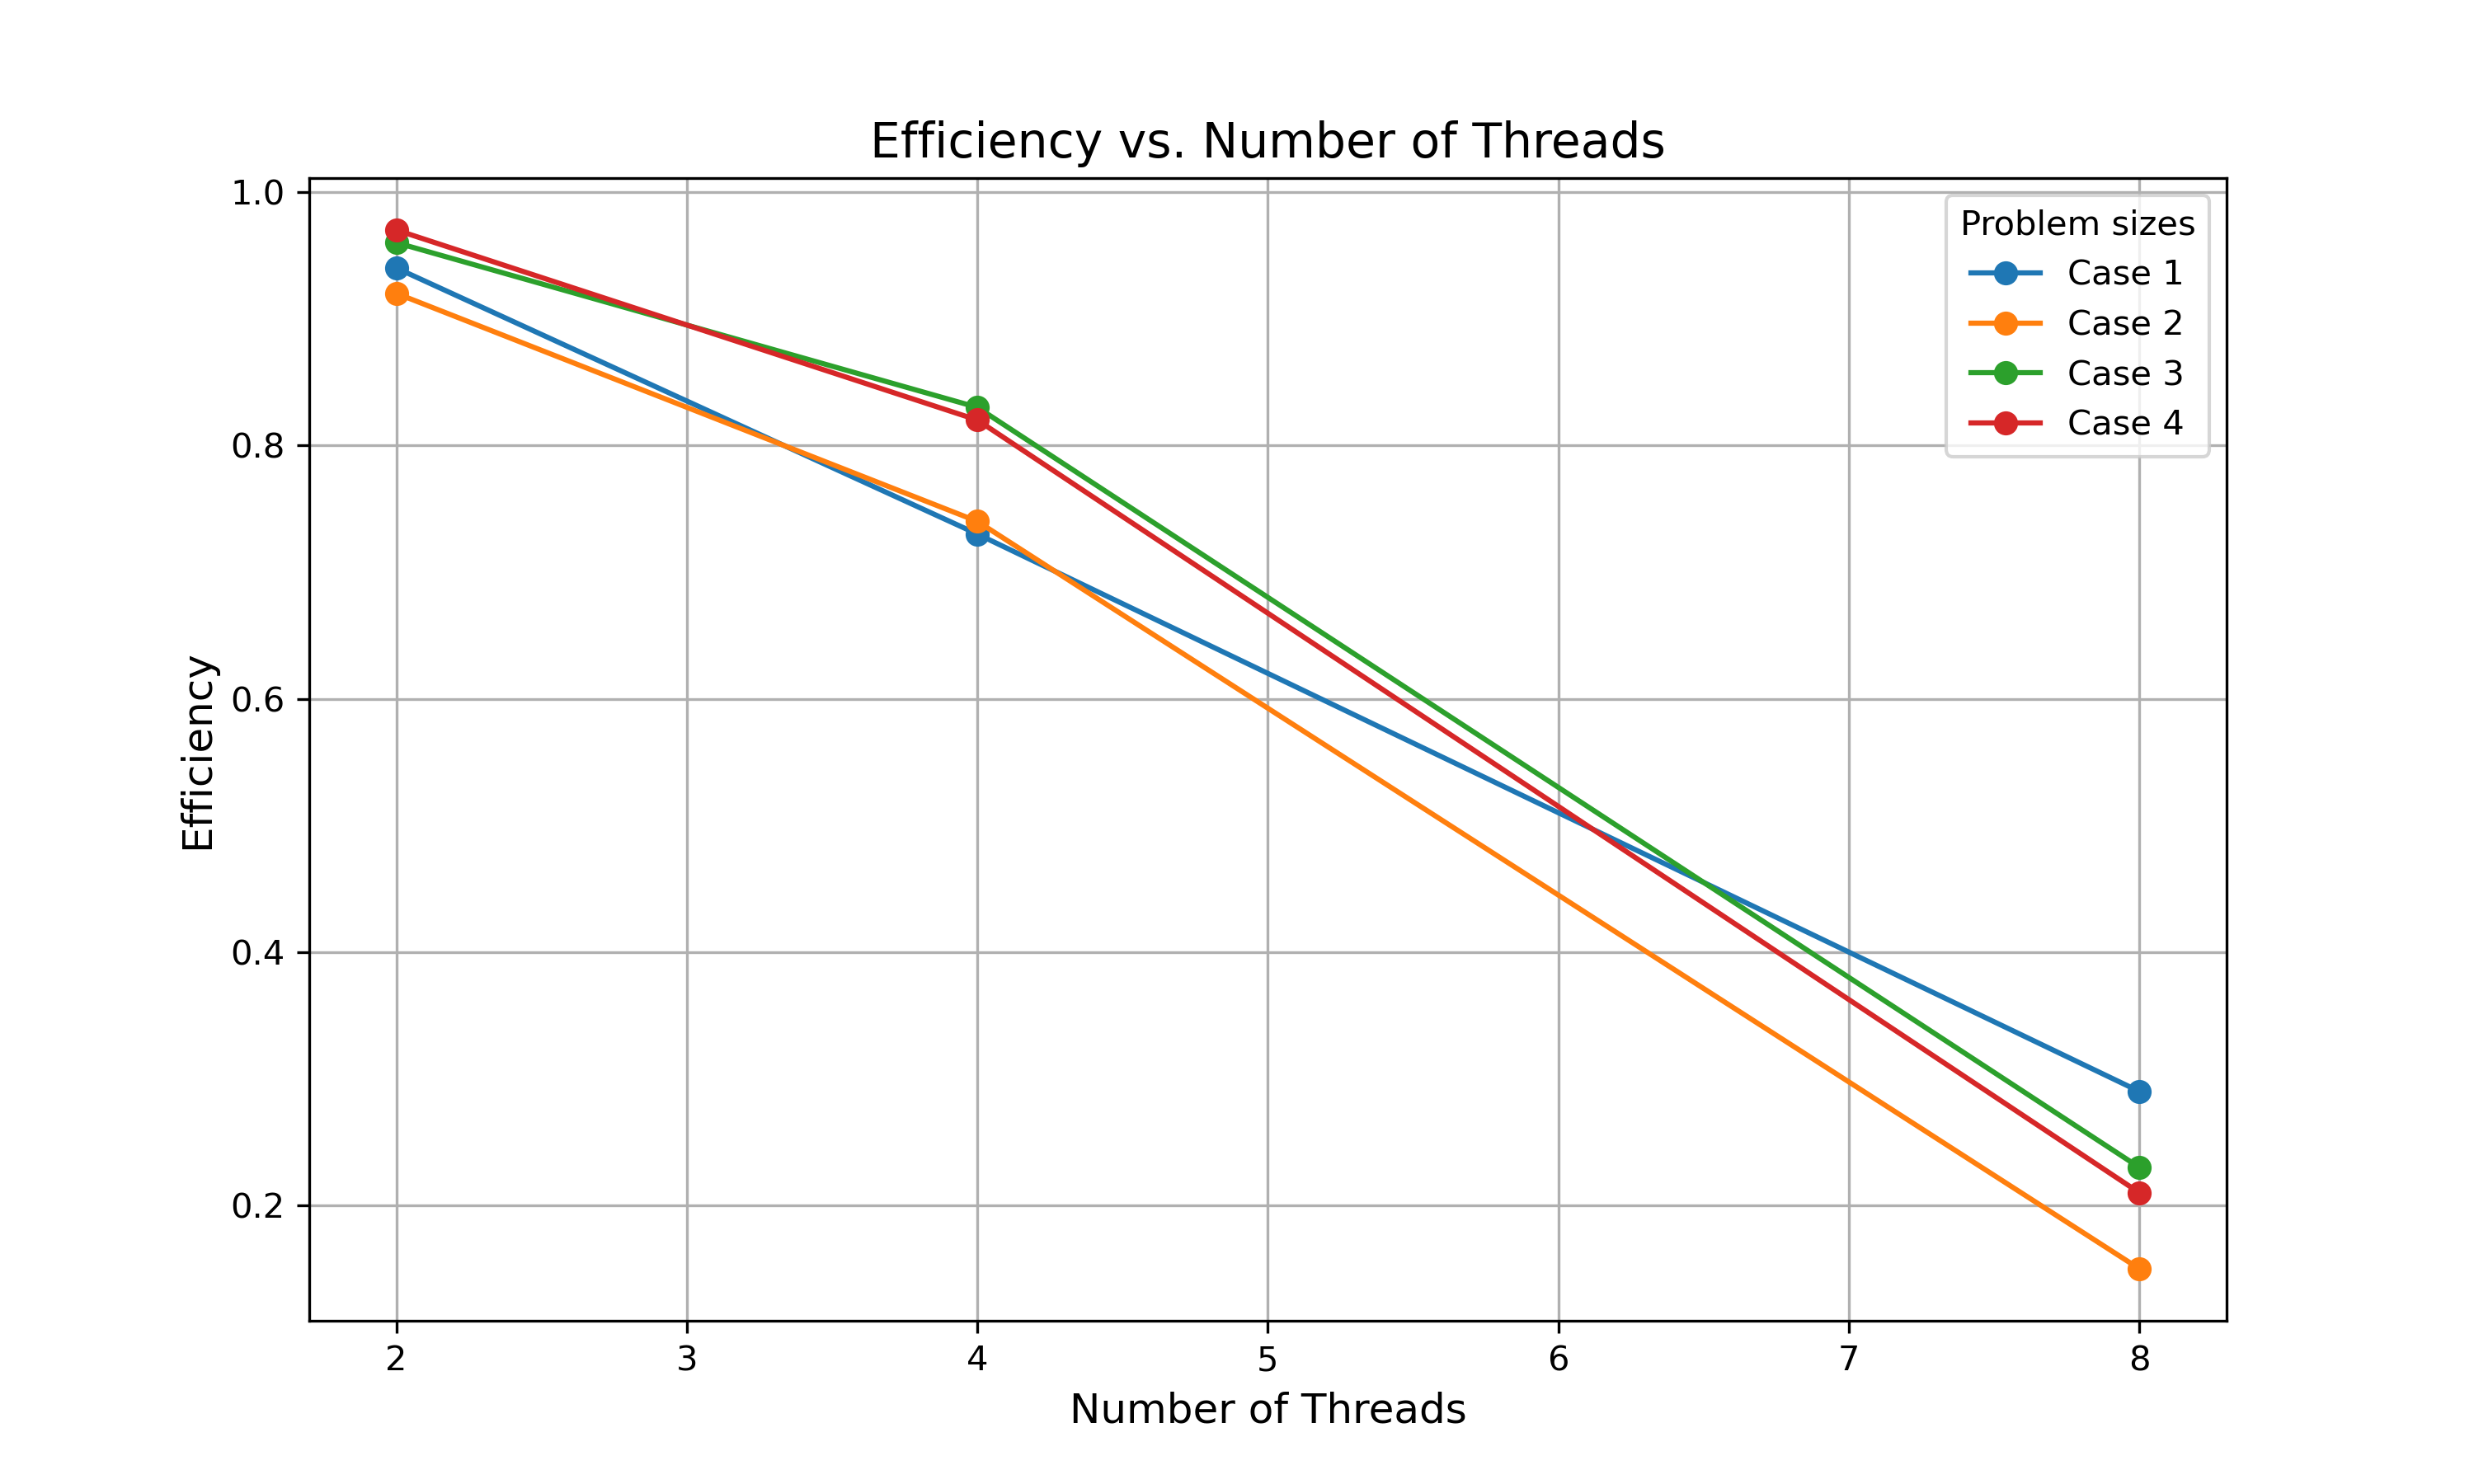 Efficiency vs. Number of Threads
1.0
0.8
0.6
0.4
0.2
Efficiency
Problem sizes
Case 1
Case 2
Case 3
Case 4
2 3 4 5 6 7 8
Number of Threads